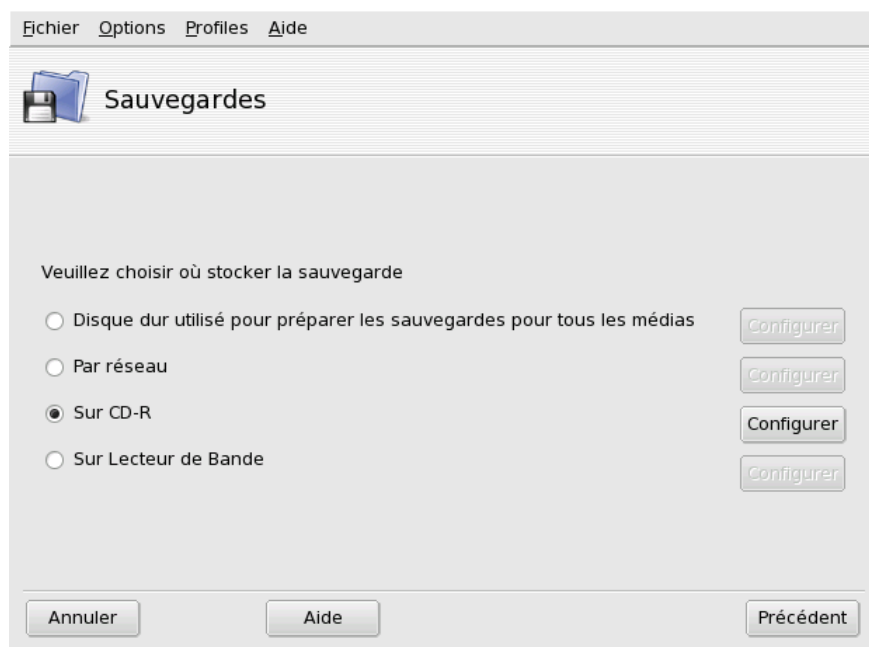 Fichier Options Profiles Aide
Sauvegardes
Veuillez choisir où stocker la sauvegarde
Disque dur utilisé pour préparer les sauvegardes pour tous les médias Configurer
Par réseau Configurer
Sur CD-R Configurer
Sur Lecteur de Bande Configurer
Annuler Aide Précédent